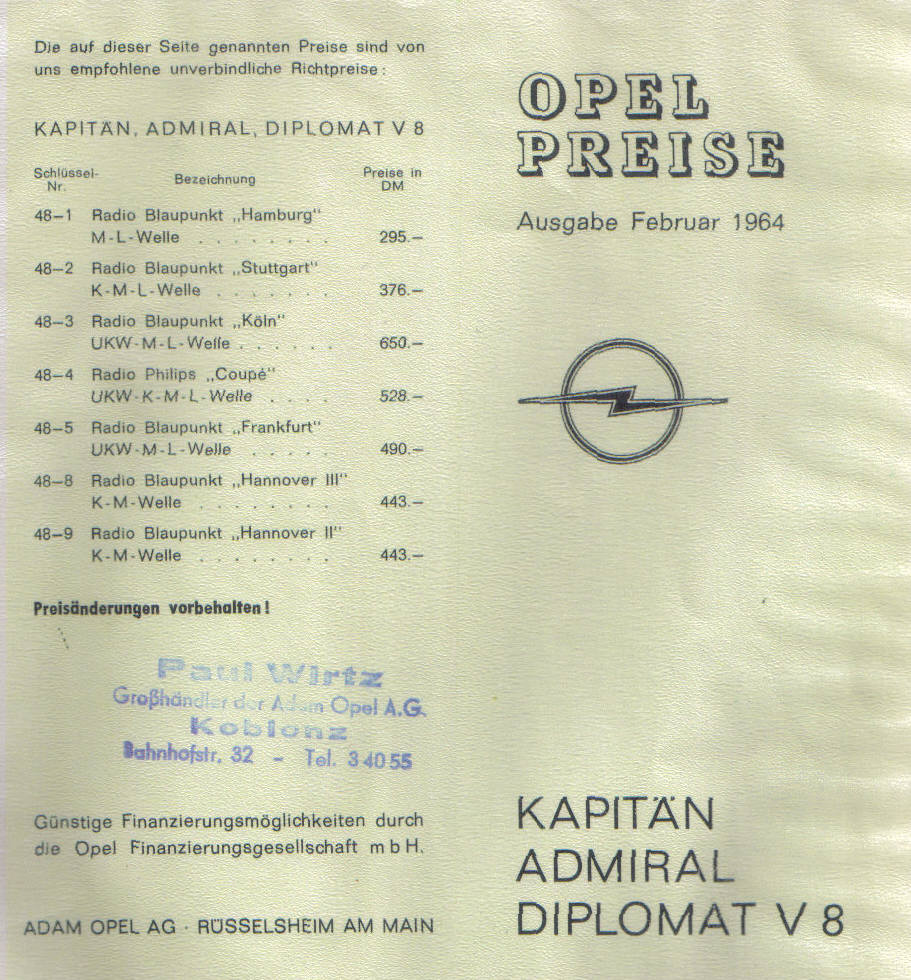 Die auf dieser Seite genannten Preise sind von
uns empfohlene unverbindliche Richtpreise:
KAPITÄN, ADMIRAL, DIPLOMAT V 8
Schlüssel-
Nr. Bezeichnung Preise in
DM
48–1 Radio Blaupunkt „Hamburg"
M-L-Welle . . . . . . . . 295.–
48–2 Radio Blaupunkt „Stuttgart"
K-M-L-Welle . . . . . . . 376.–
48–3 Radio Blaupunkt „Köln"
UKW-M-L-Welle . . . . . . 650.–
48–4 Radio Philips „Coupé"
UKW-K-M-L-Welle . . . . 528.–
48–5 Radio Blaupunkt „Frankfurt"
UKW-M-L-Welle . . . . . 490.–
48–8 Radio Blaupunkt „Hannover III"
K-M-Welle . . . . . . . . 443.–
48–9 Radio Blaupunkt „Hannover II"
K-M-Welle . . . . . . . . 443.–
Preisänderungen vorbehalten!
Paul Wirtz
Großhändler der Adam Opel A.G.
Koblenz
Bahnhofstr. 32 – Tel. 3 40 55
Günstige Finanzierungsmöglichkeiten durch
die Opel Finanzierungsgesellschaft m b H.
ADAM OPEL AG · RÜSSELSHEIM AM MAIN
OPEL
PREISE
Ausgabe Februar 1964
KAPITÄN
ADMIRAL
DIPLOMAT V 8